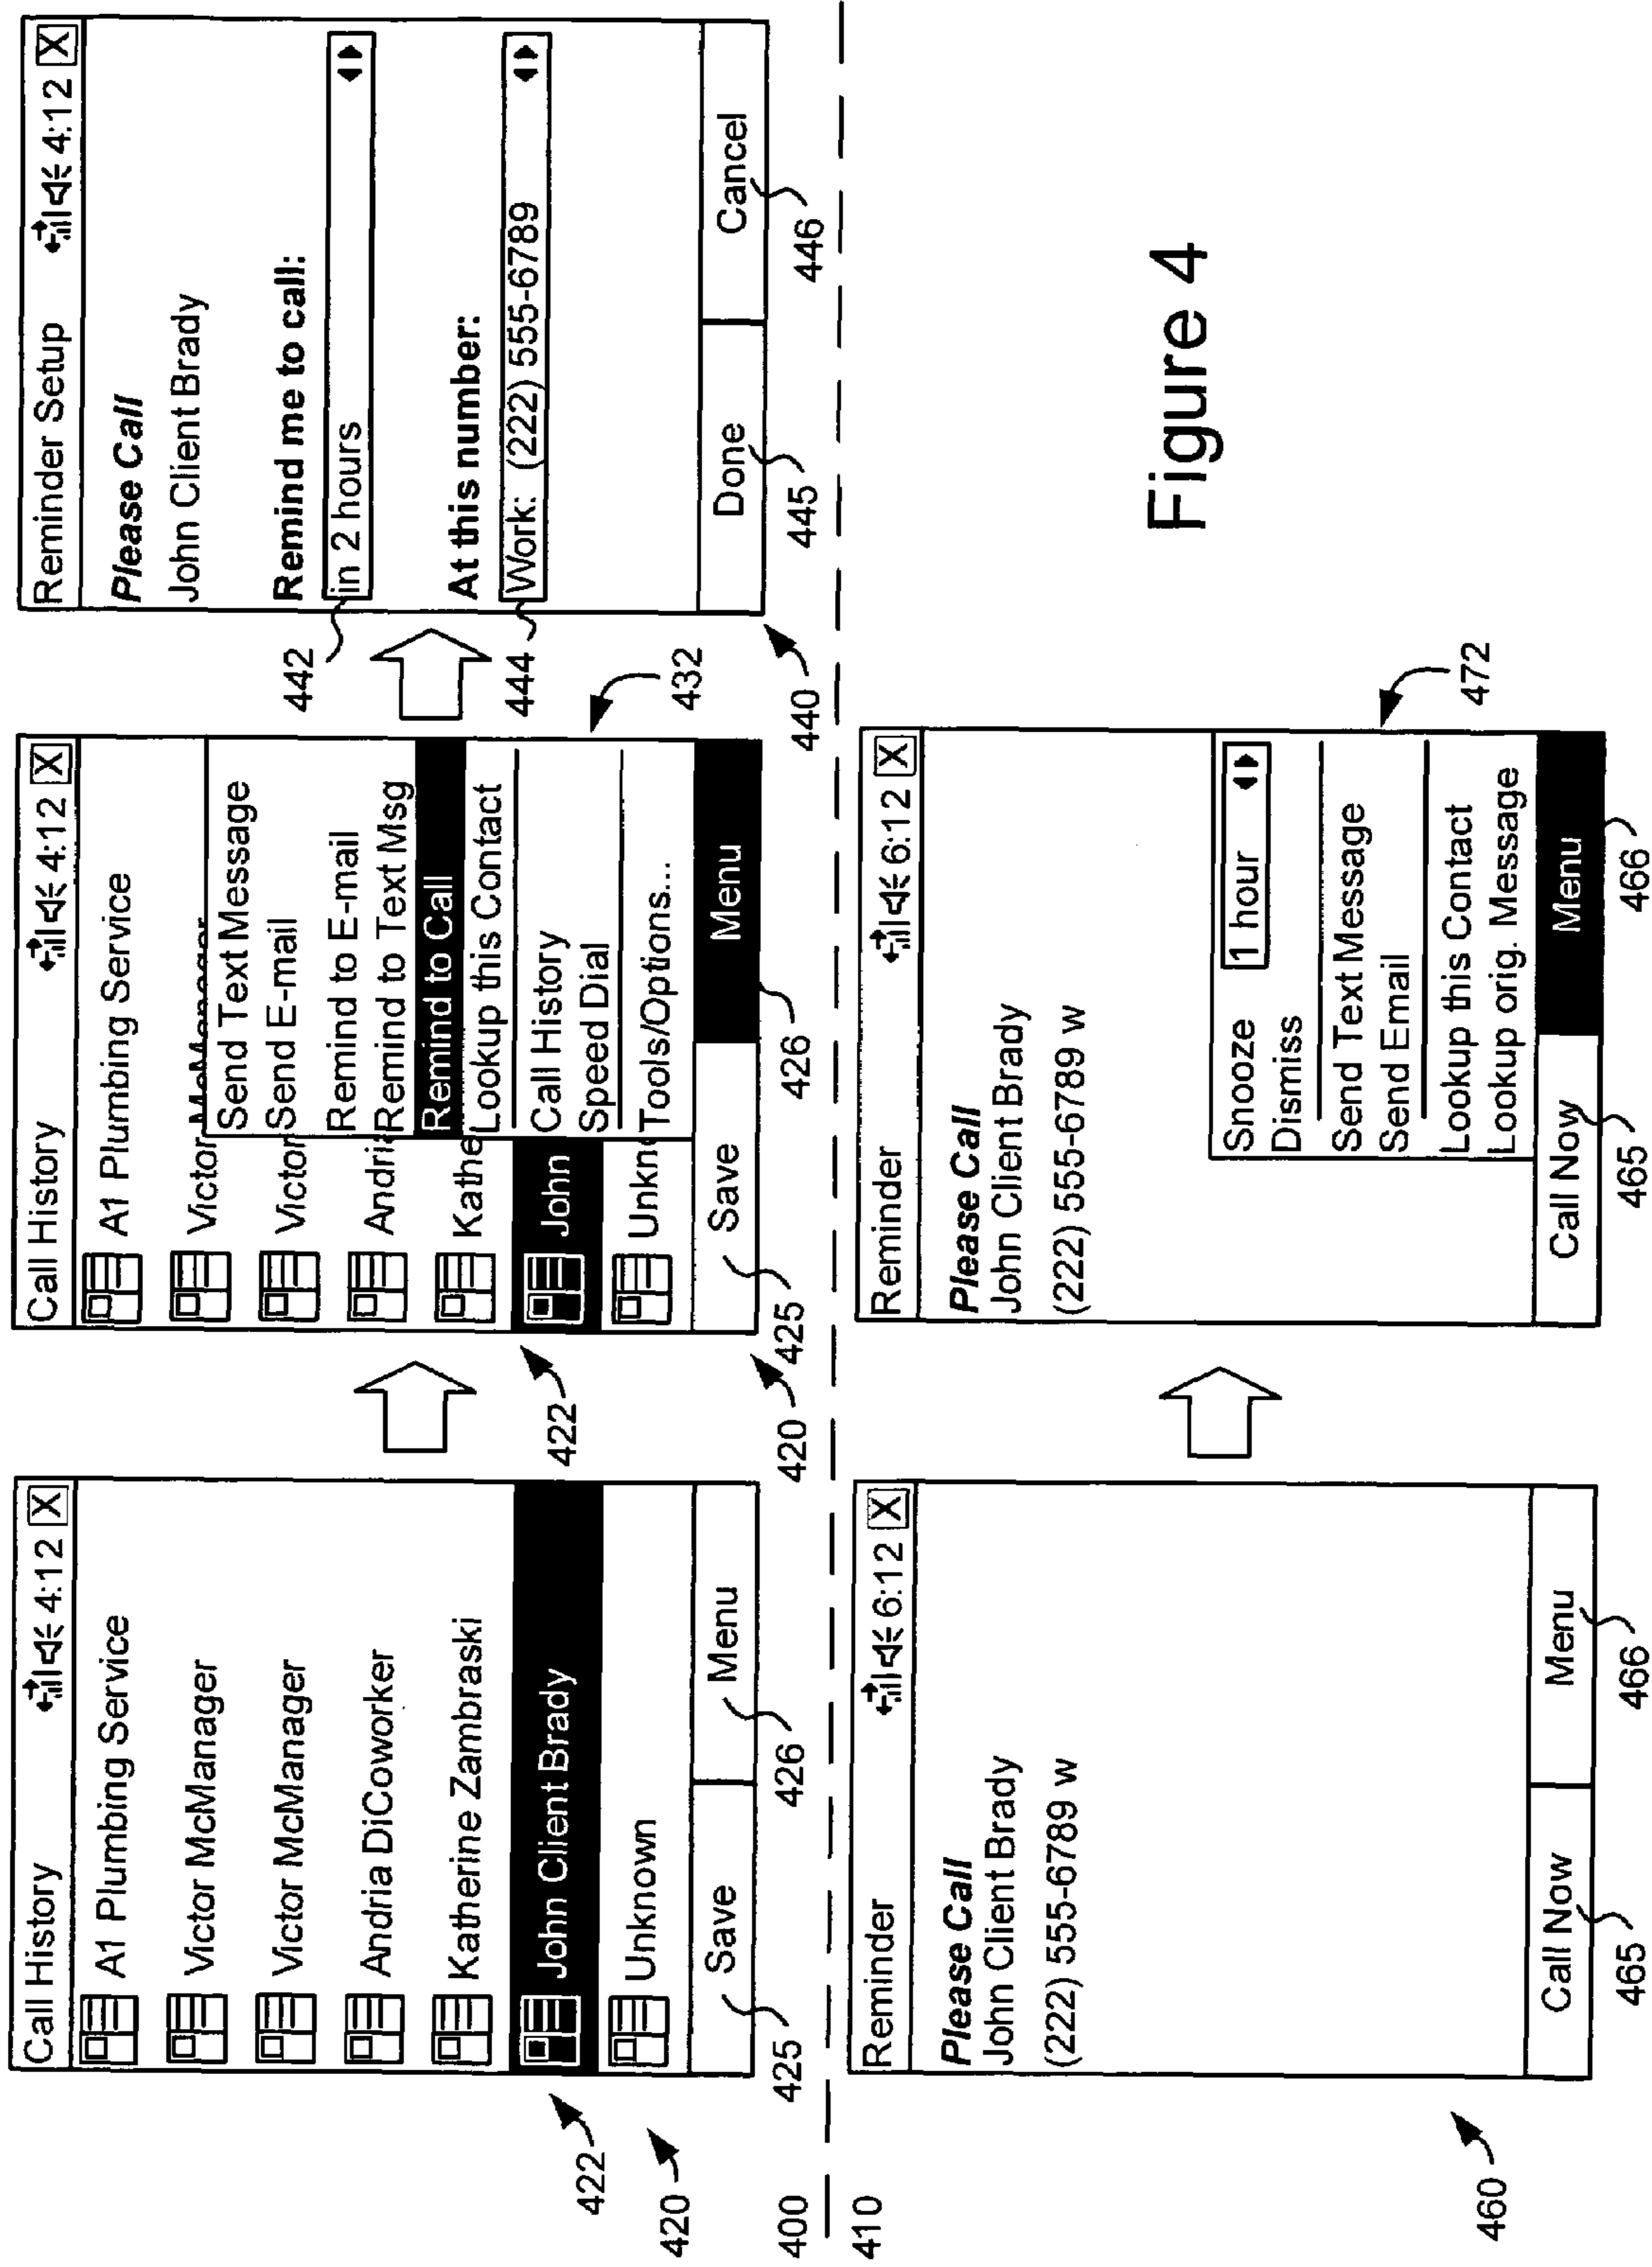 Call History 4:12 X
A1 Plumbing Service
Victor McManager
Victor McManager
Andria DiCoworker
Katherine Zambraski
John Client Brady
Unknown
Save Menu
422
420
425
426
Call History 4:12 X
A1 Plumbing Service
Victor McManager
Send Text Message
Victor Send E-mail
Remind to E-mail
Andria Remind to Text Msg
Remind to Call
Kathe Lookup this Contact
Call History
John Speed Dial
Unkn Tools/Options...
Save Menu
422
420
425
426
432
Reminder Setup 4:12 X
Please Call
John Client Brady
Remind me to call:
in 2 hours
At this number:
Work: (222) 555-6789
Done Cancel
442
444
440
445
446
400
410
Reminder 6:12 X
Please Call
John Client Brady
(222) 555-6789 w
Call Now Menu
460
465
466
Reminder 6:12 X
Please Call
John Client Brady
(222) 555-6789 w
Snooze 1 hour
Dismiss
Send Text Message
Send Email
Lookup this Contact
Lookup orig. Message
Call Now Menu
472
465
466
Figure 4